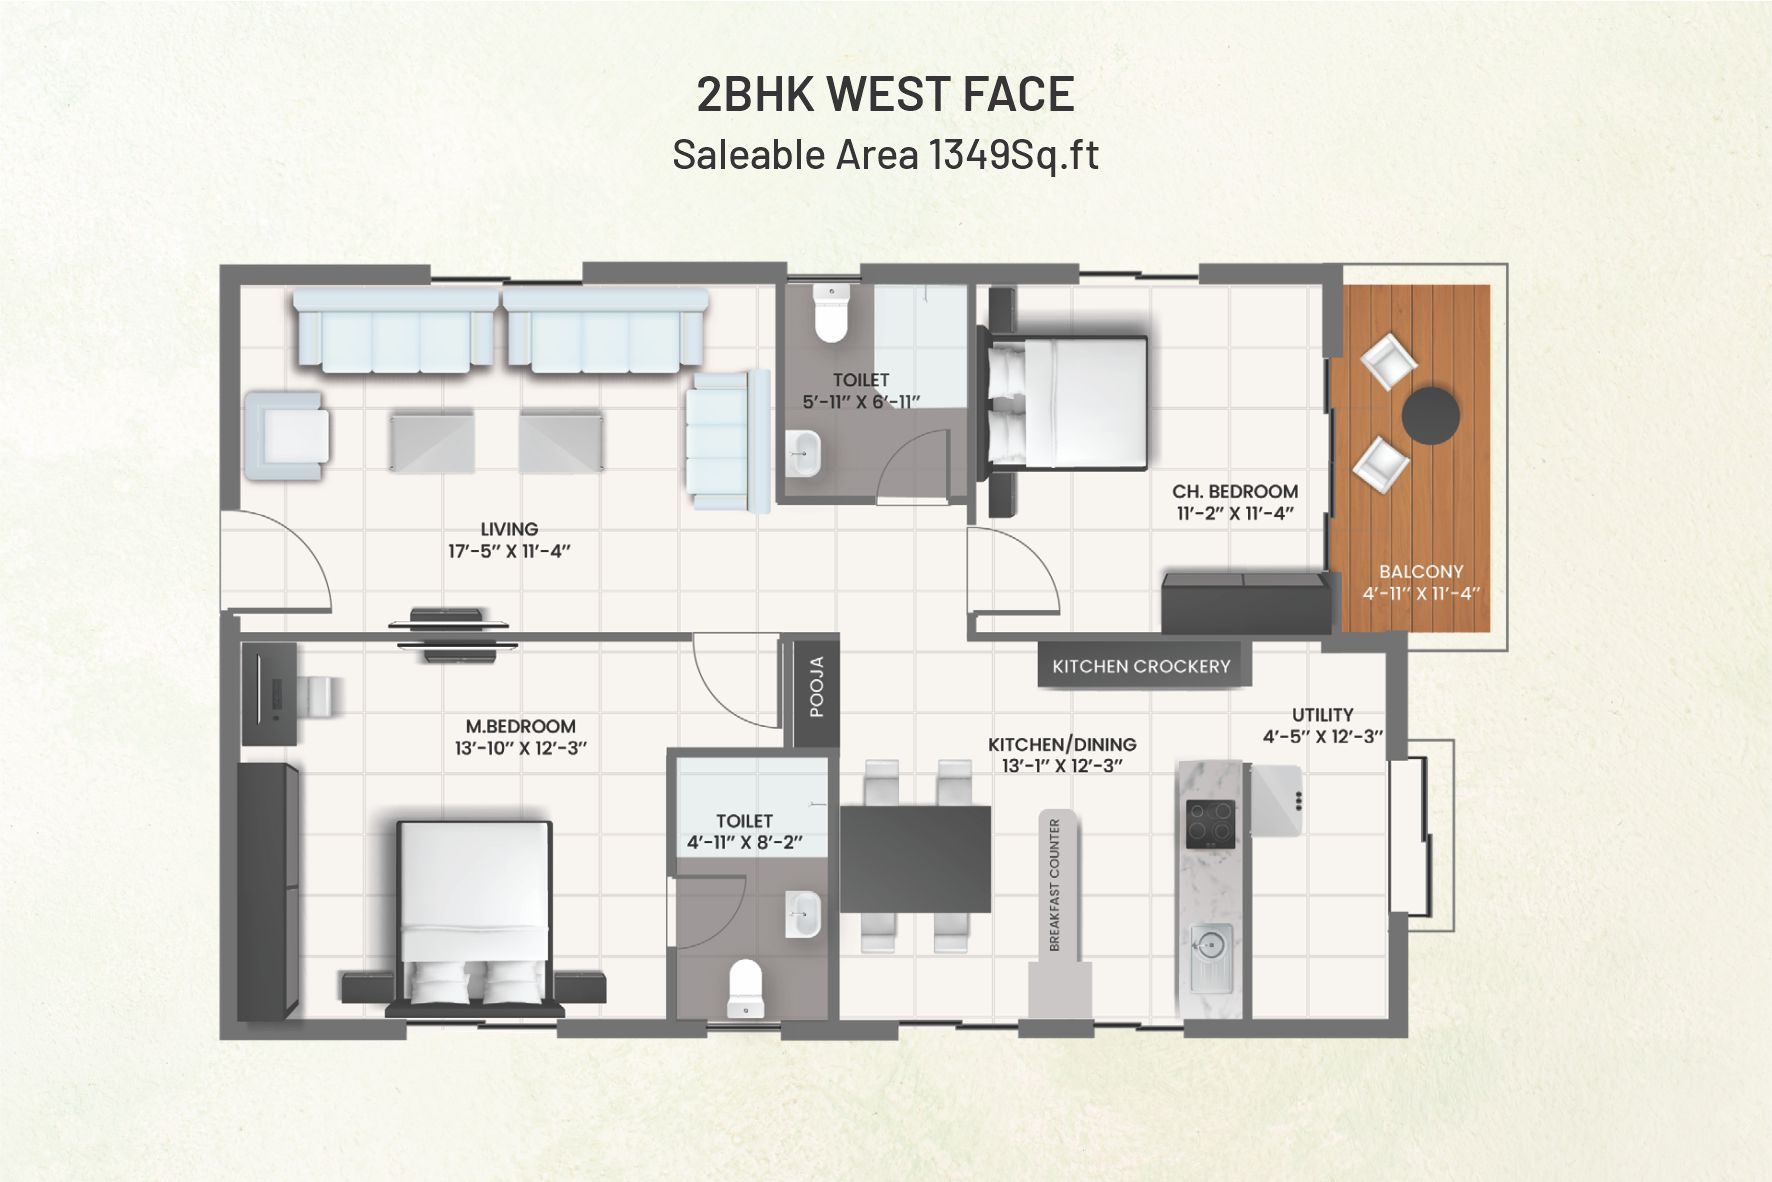 2BHK WEST FACE
Saleable Area 1349Sq.ft
TOILET
5'-11" X 6'-11"
CH. BEDROOM
11'-2" X 11'-4"
LIVING
17'-5" X 11'-4"
BALCONY
4'-11" X 11'-4"
POOJA
KITCHEN CROCKERY
M.BEDROOM
13'-10" X 12'-3"
UTILITY
4'-5" X 12'-3"
KITCHEN/DINING
13'-1" X 12'-3"
TOILET
4'-11" X 8'-2"
BREAKFAST COUNTER